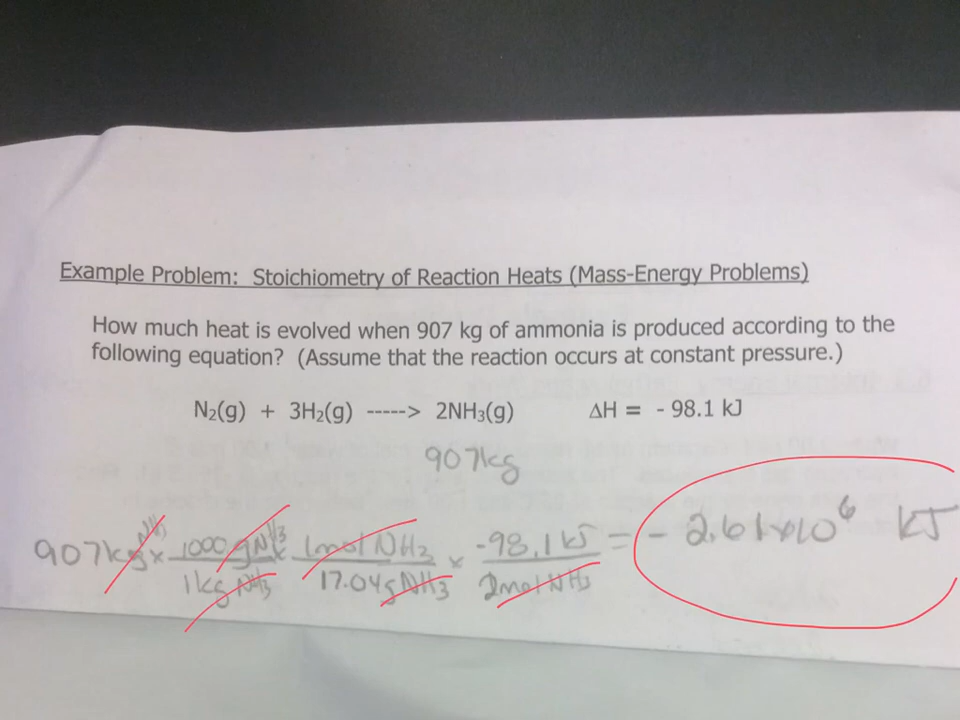 Example Problem: Stoichiometry of Reaction Heats (Mass-Energy Problems)
How much heat is evolved when 907 kg of ammonia is produced according to the
following equation? (Assume that the reaction occurs at constant pressure.)
N₂(g) + 3H₂(g) -----> 2NH₃(g) ΔH = - 98.1 kJ
907kg
907kg NH₃ x 1000 gNH₃ x 1mol NH₃ x -98.1 kJ = - 2.61x10⁶ kJ
1kg NH₃ 17.04g NH₃ 2mol NH₃